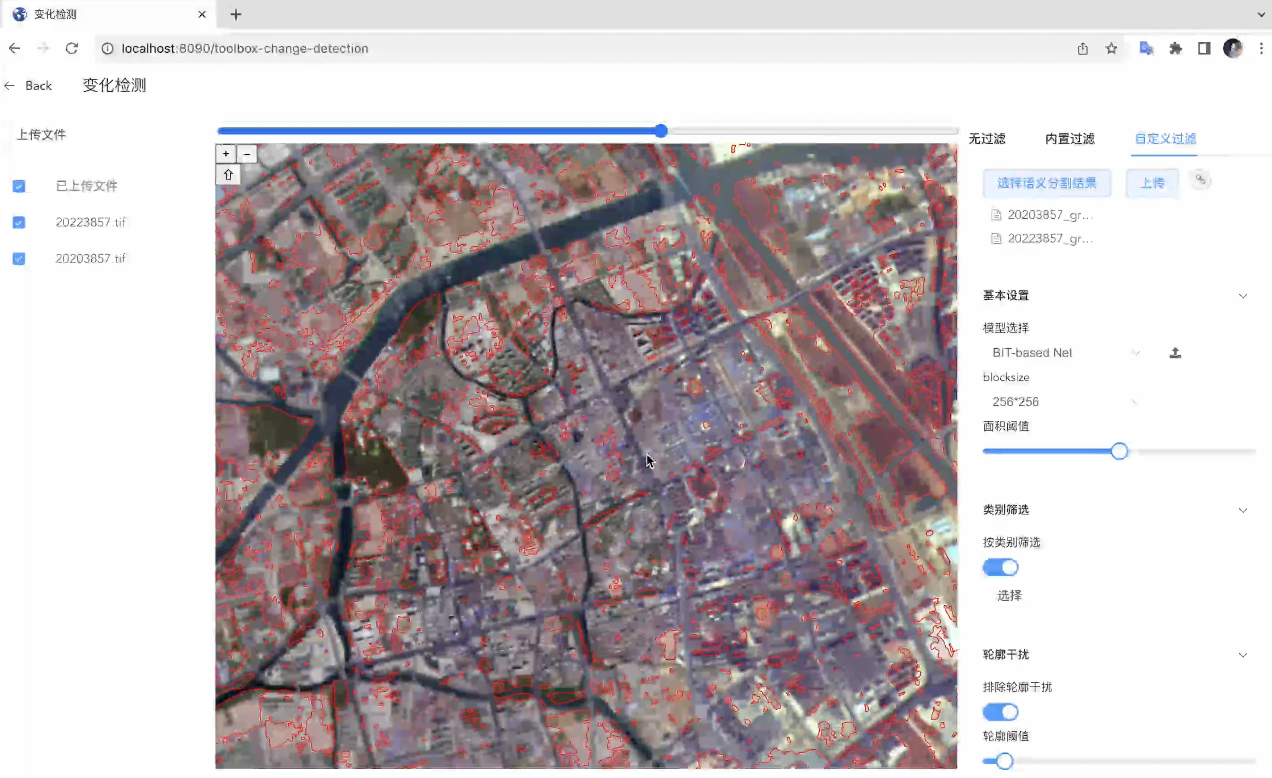 变化检测
localhost:8090/toolbox-change-detection
Back
变化检测
上传文件
已上传文件
20223857.tif
20203857.tif
+
−
无过滤
内置过滤
自定义过滤
选择语义分割结果
上传
20203857_gr...
20223857_gr...
基本设置
模型选择
BIT-based Net
blocksize
256*256
面积阈值
类别筛选
按类别筛选
选择
轮廓干扰
排除轮廓干扰
轮廓阈值